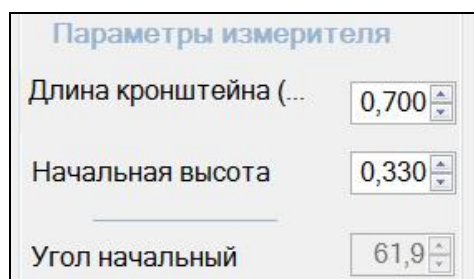 Параметры измерителя
Длина кронштейна (... 0,700
Начальная высота 0,330
Угол начальный 61,9